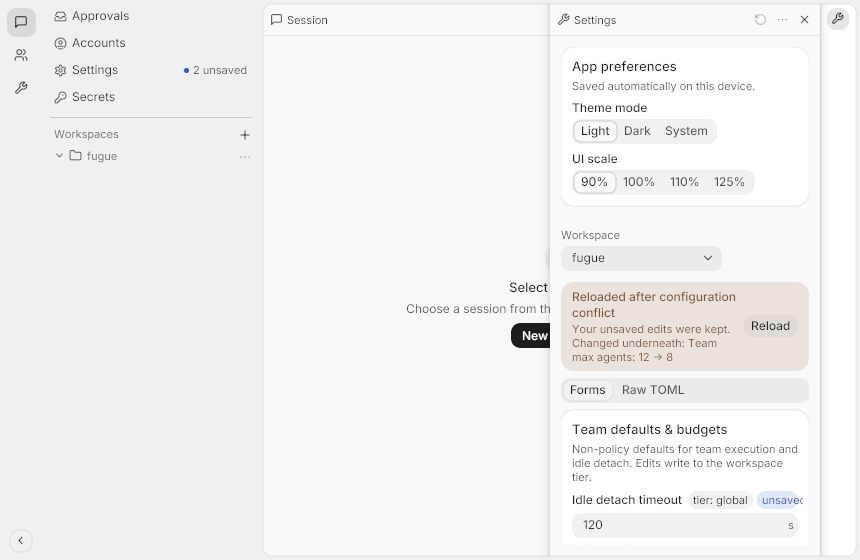 Approvals
Accounts
Settings
2 unsaved
Secrets
Workspaces
fugue
Session
Select
Choose a session from th
New
Settings
App preferences
Saved automatically on this device.
Theme mode
Light Dark System
UI scale
90% 100% 110% 125%
Workspace
fugue
Reloaded after configuration
conflict
Your unsaved edits were kept.
Changed underneath: Team
max agents: 12 → 8
Reload
Forms Raw TOML
Team defaults & budgets
Non-policy defaults for team execution and
idle detach. Edits write to the workspace
tier.
Idle detach timeout tier: global unsaved
120 s